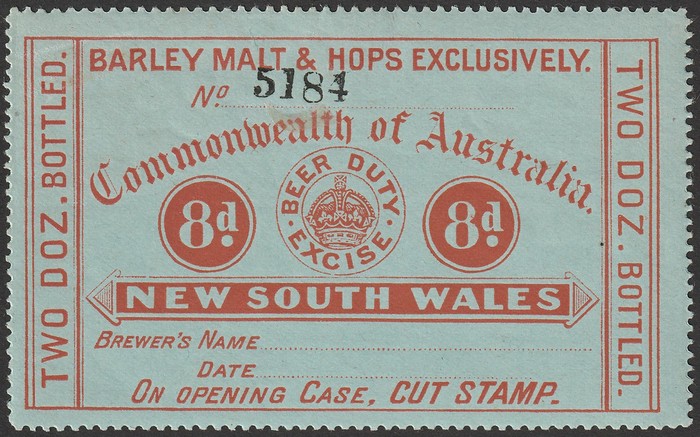 BARLEY MALT & HOPS EXCLUSIVELY.
No. 5184
Commonwealth of Australia.
TWO DOZ. BOTTLED.
8d.
BEER DUTY. EXCISE.
8d.
TWO DOZ. BOTTLED.
NEW SOUTH WALES
BREWER'S NAME
DATE
ON OPENING CASE, CUT STAMP.